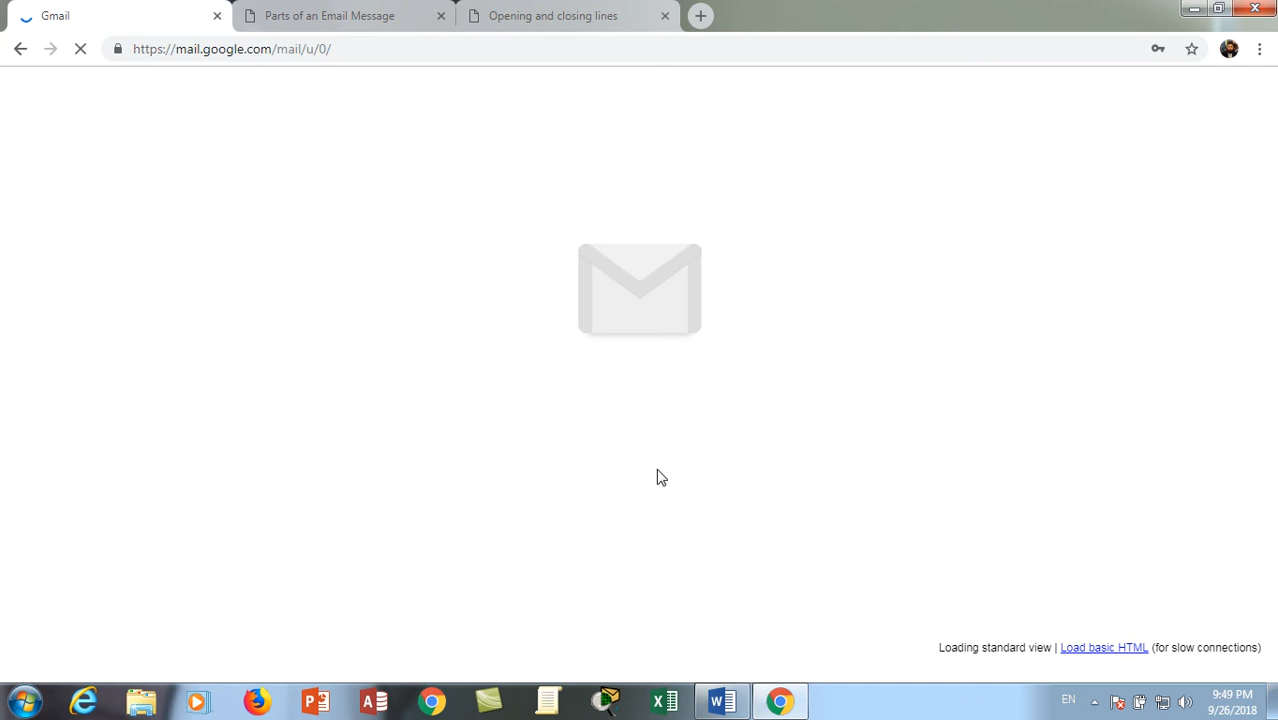 Gmail
Parts of an Email Message
Opening and closing lines
https://mail.google.com/mail/u/0/
Loading standard view | Load basic HTML (for slow connections)
EN
9:49 PM
9/26/2018